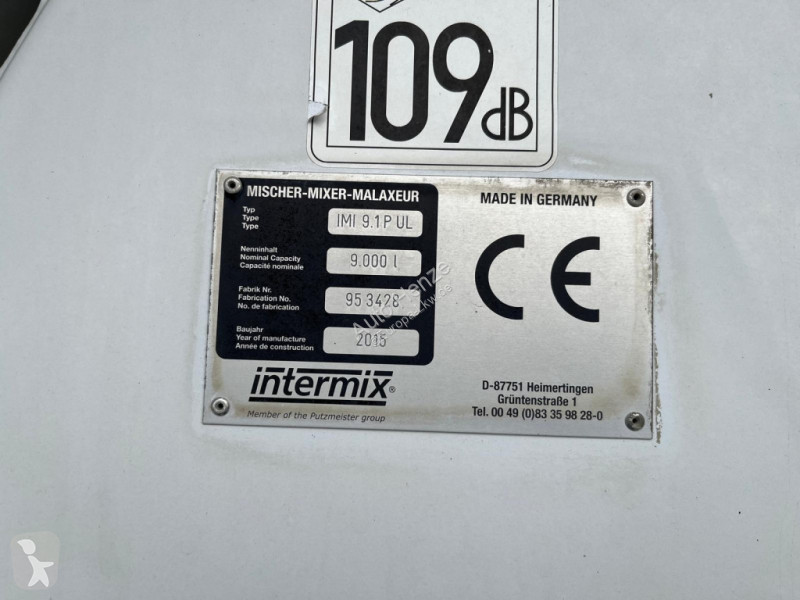 109dB
MISCHER-MIXER-MALAXEUR
Typ
Type
Type
IMI 9.1 P UL
Nenninhalt
Nominal Capacity
Capacité nominale
9.000 l
Fabrik Nr.
Fabrication No.
No. de fabrication
95 3428
Baujahr
Year of manufacture
Année de construction
2015
intermix®
Member of the Putzmeister group
MADE IN GERMANY
CE
D-87751 Heimertingen
Grüntenstraße 1
Tel. 00 49 (0)83 35 98 28-0